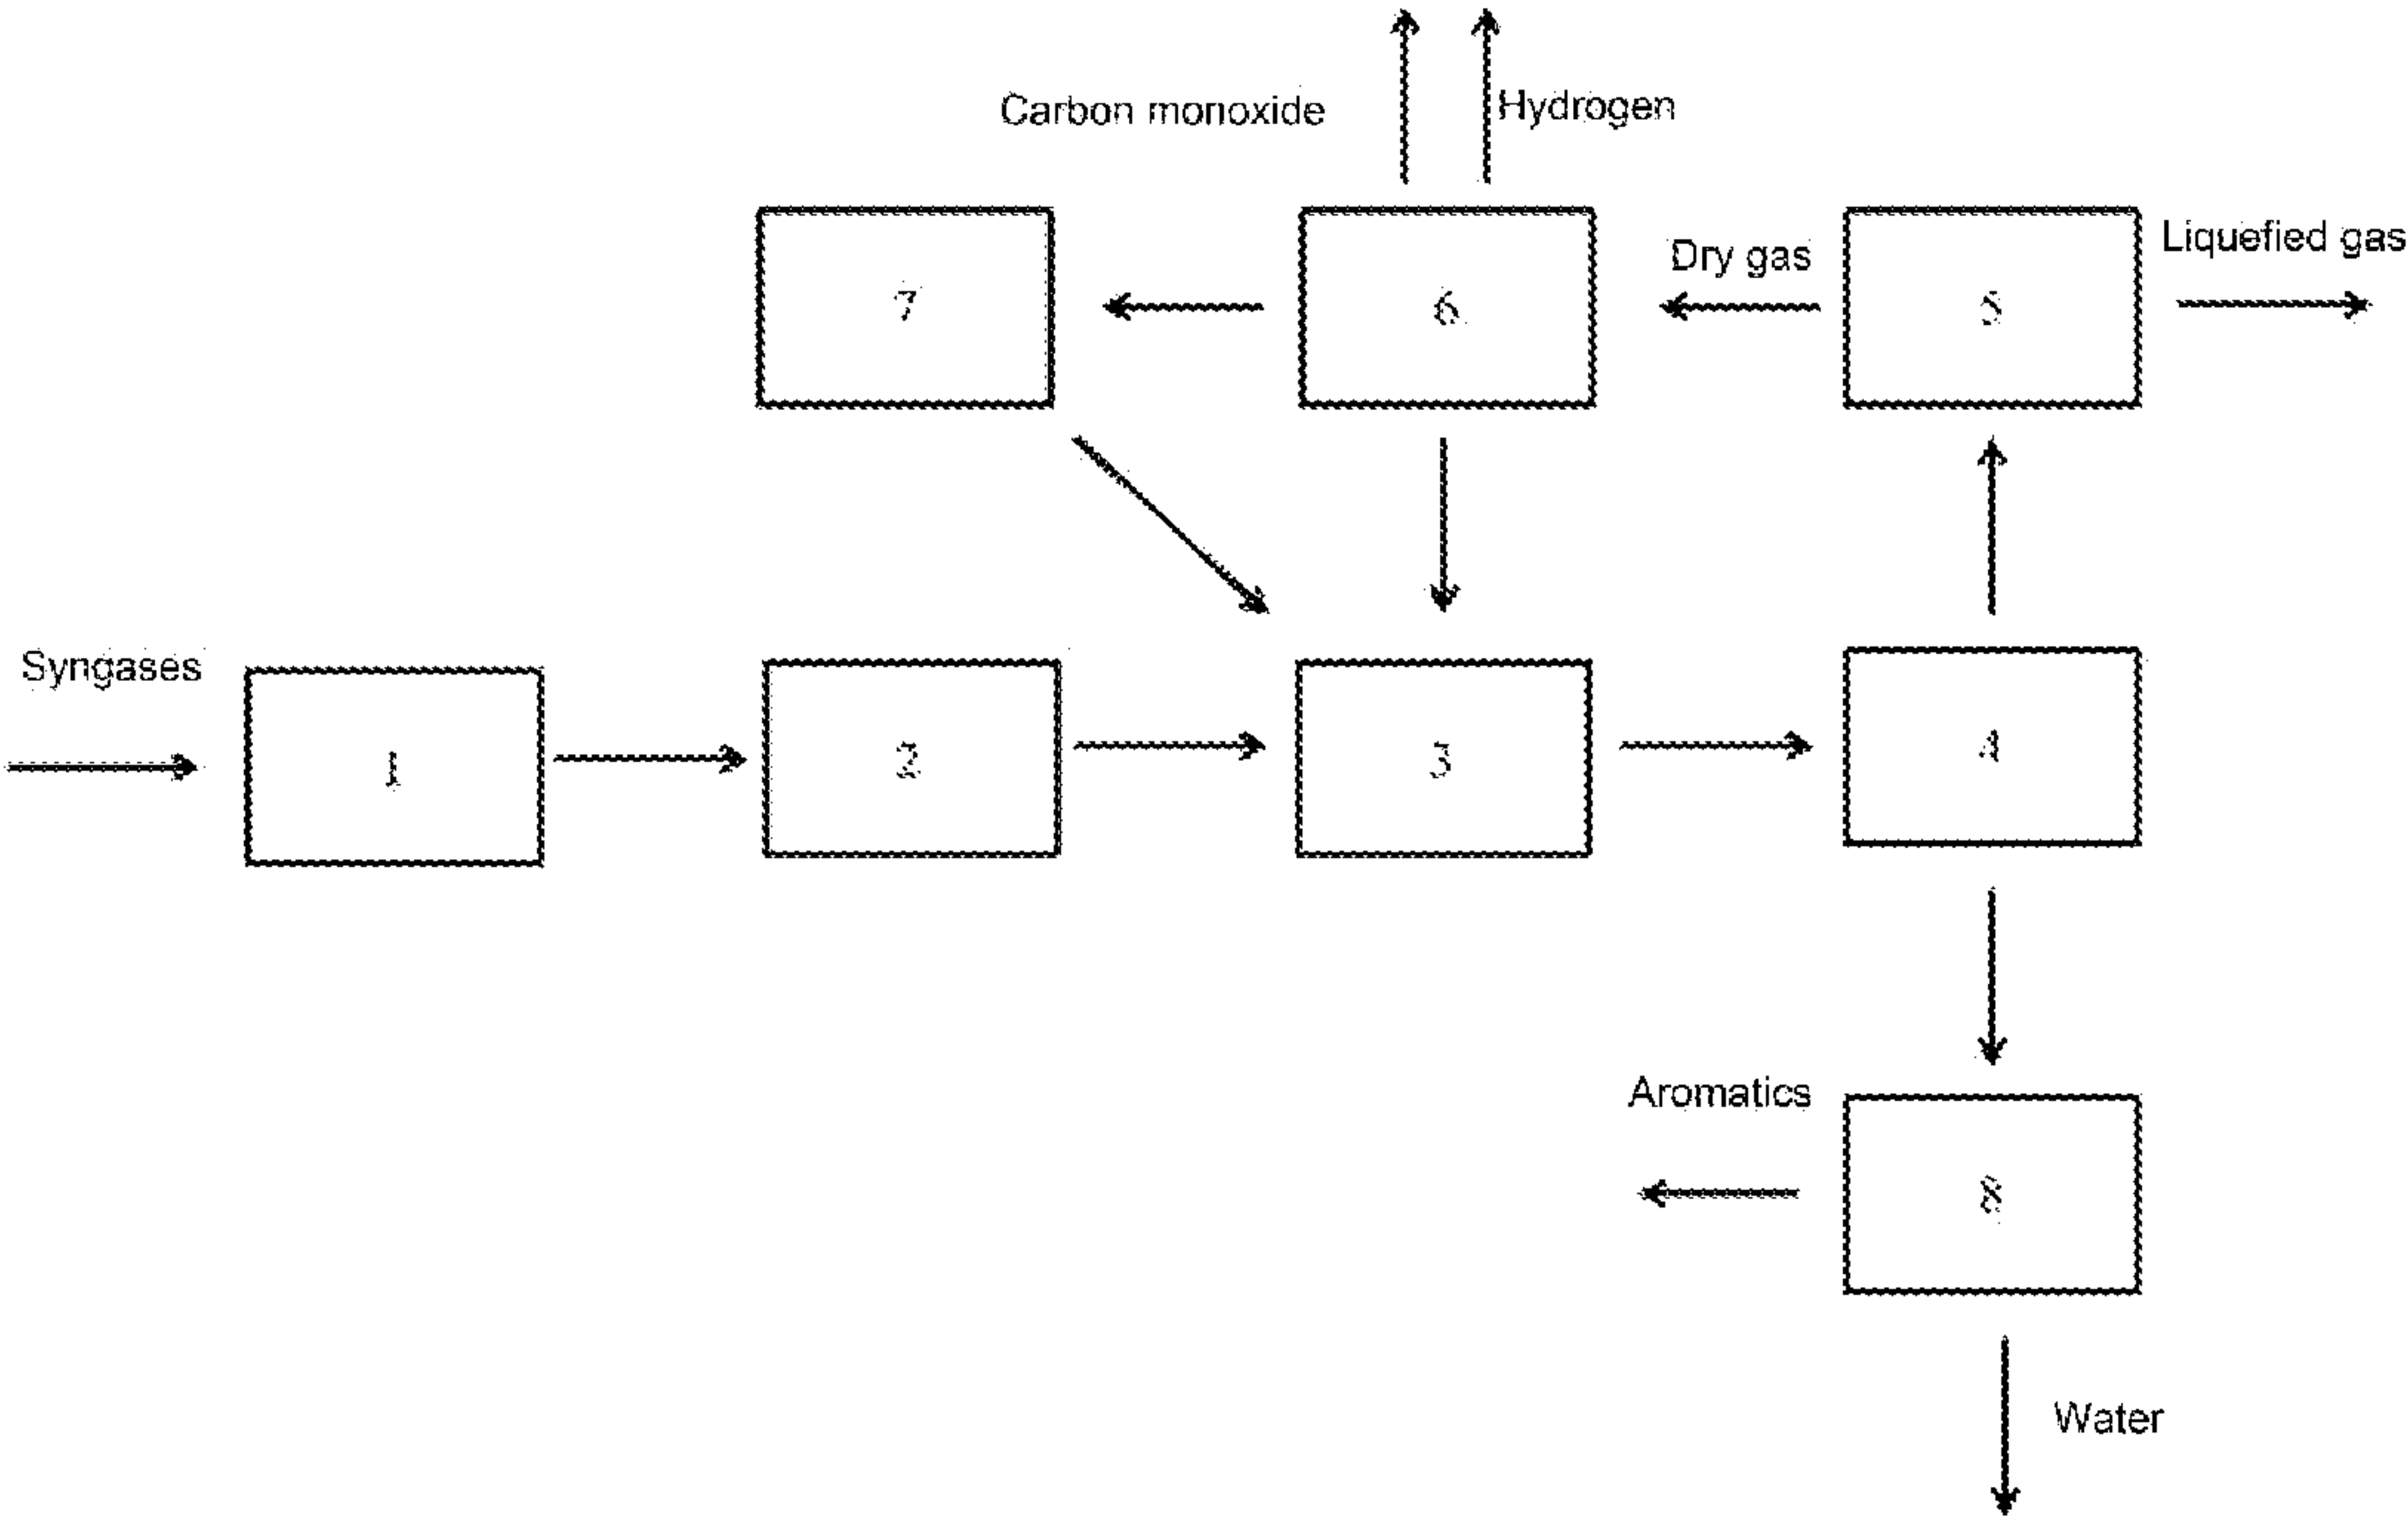 Carbon monoxide
Hydrogen
7
6
Dry gas
5
Liquefied gas
Syngases
1
2
3
4
Aromatics
8
Water